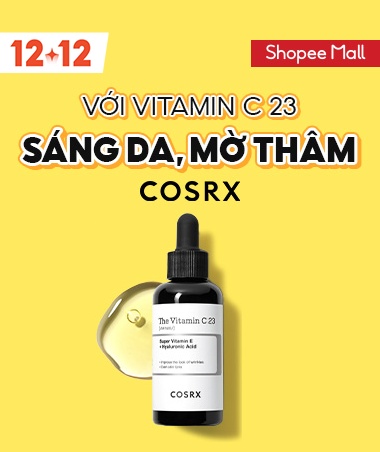 12✦12
Shopee Mall
VỚI VITAMIN C 23
SÁNG DA, MỜ THÂM
COSRX
The Vitamin C 23
Super Vitamin E
+ Hyaluronic Acid
COSRX